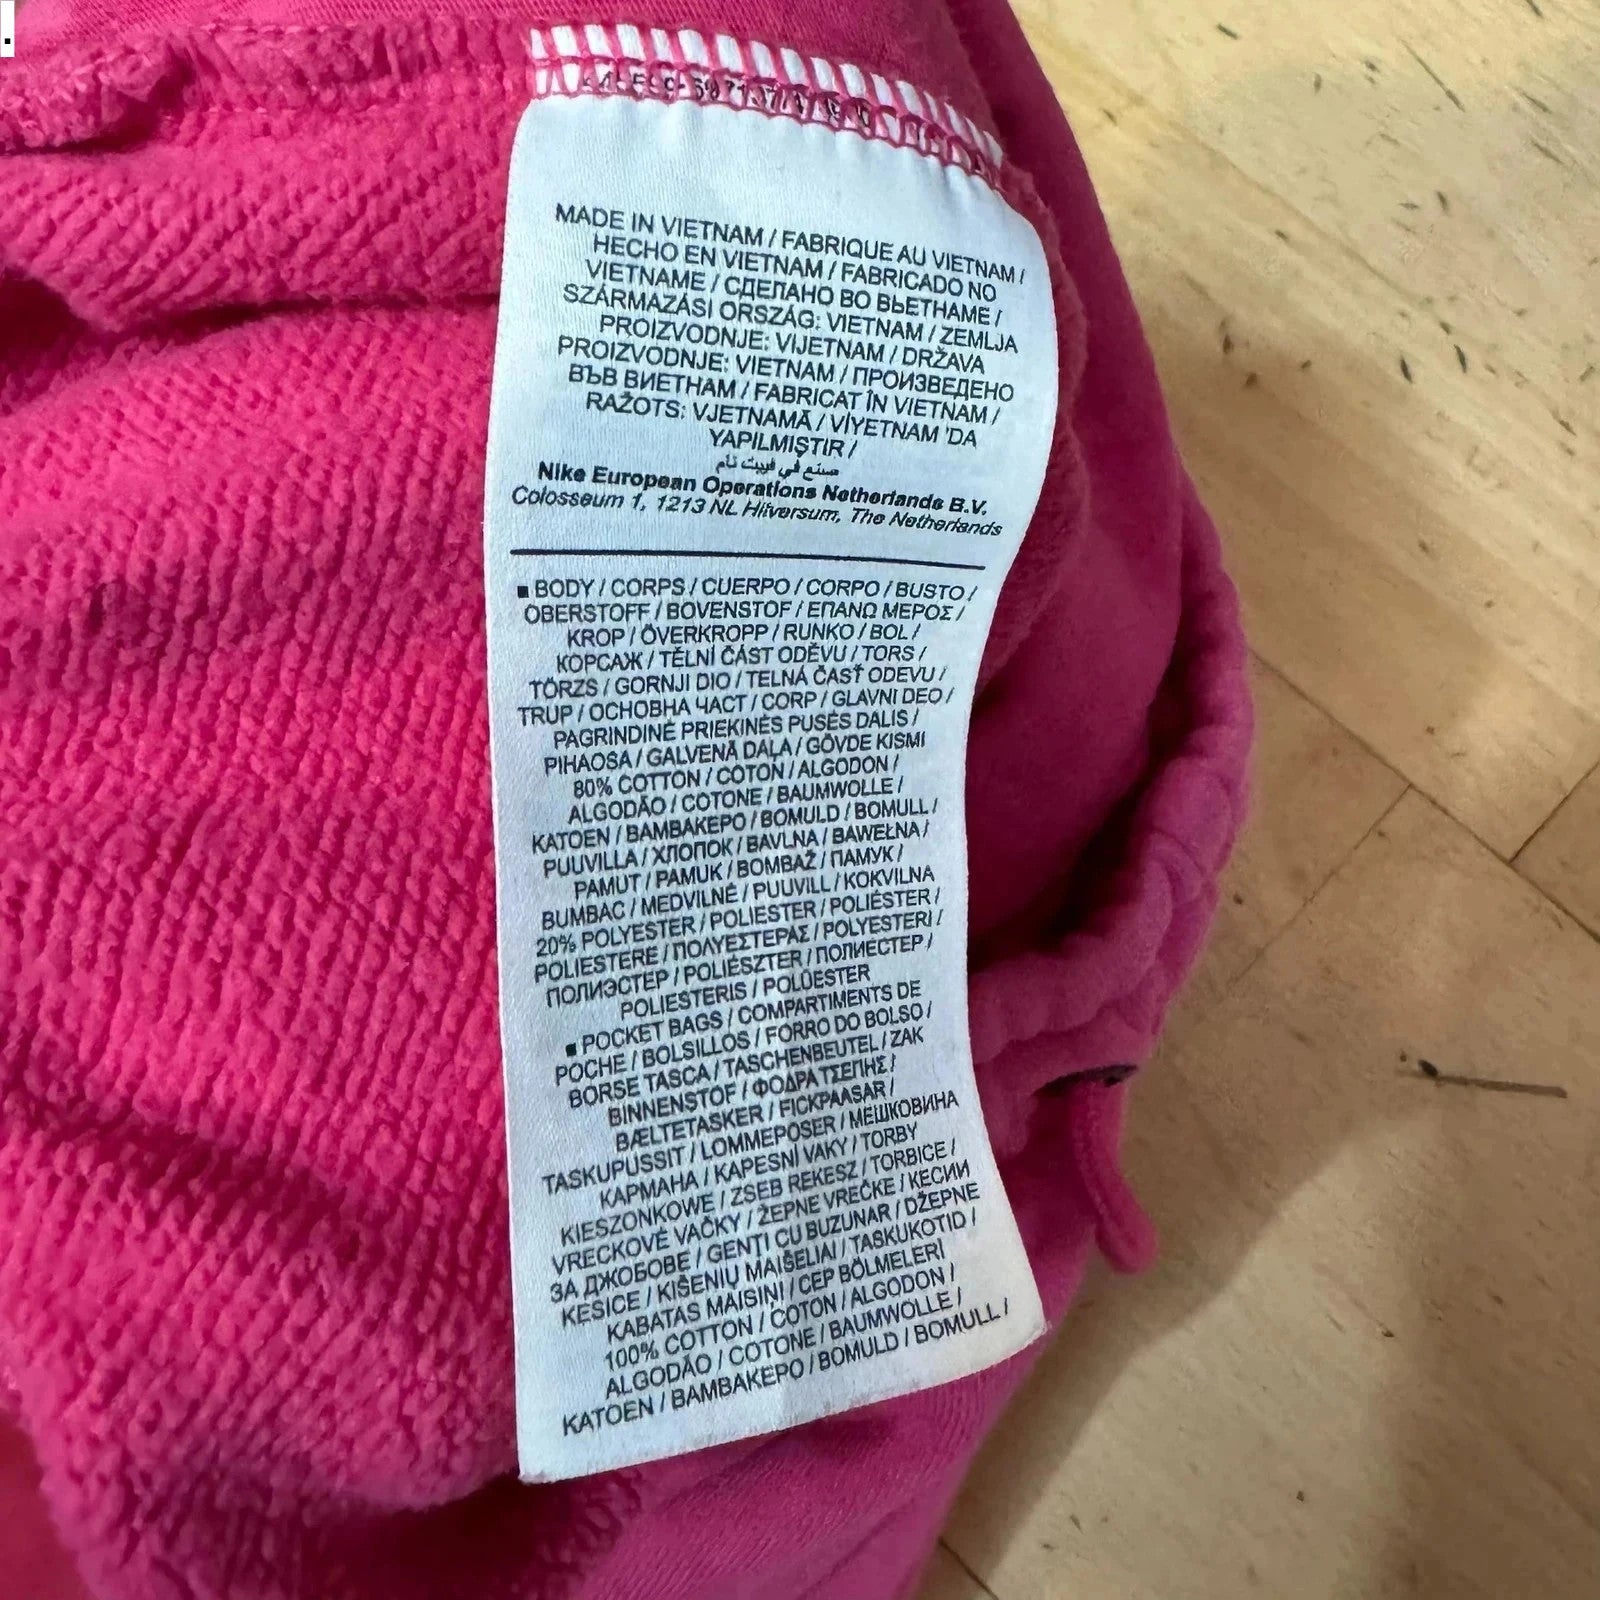 .
MADE IN VIETNAM / FABRIQUE AU VIETNAM /
HECHO EN VIETNAM / FABRICADO NO
VIETNAME / СДЕЛАНО ВО ВЬЕТНАМЕ /
SZÁRMAZÁSI ORSZÁG: VIETNAM / ZEMLJA
PROIZVODNJE: VIJETNAM / DRŽAVA
PROIZVODNJE: VIETNAM / ПРОИЗВЕДЕНО
ВЪВ ВИЕТНАМ / FABRICAT ÎN VIETNAM /
RAŽOTS: VJETNAMĀ / VİYETNAM 'DA
YAPILMIŞTIR /
صنع في فييت نام
Nike European Operations Netherlands B.V.
Colosseum 1, 1213 NL Hilversum, The Netherlands
■ BODY / CORPS / CUERPO / CORPO / BUSTO /
OBERSTOFF / BOVENSTOF / ΕΠΑΝΩ ΜΕΡΟΣ /
KROP / ÖVERKROPP / RUNKO / BOL /
КОРСАЖ / TĚLNÍ ČÁST ODĚVU / TORS /
TÖRZS / GORNJI DIO / TELNÁ ČASŤ ODEVU /
TRUP / ОСНОВНА ЧАСТ / CORP / GLAVNI DEO /
PAGRINDINĖ PRIEKINĖS PUSĖS DALIS /
PIHAOSA / GALVENĀ DAĻA / GÖVDE KISMI
80% COTTON / COTON / ALGODON /
ALGODÃO / COTONE / BAUMWOLLE /
KATOEN / ΒΑΜΒΑΚΕΡΟ / BOMULD / BOMULL /
PUUVILLA / ХЛОПОК / BAVLNA / BAWEŁNA /
PAMUT / PAMUK / BOMBAŽ / ПАМУК /
BUMBAC / MEDVILNĖ / PUUVILL / KOKVILNA
20% POLYESTER / POLIESTER / POLIÉSTER /
POLIESTERE / ΠΟΛΥΕΣΤΕΡΑΣ / POLYESTERI /
ПОЛИЭСТЕР / POLIÉSZTER / ПОЛИЕСТЕР /
POLIESTERIS / POLÜESTER
■ POCKET BAGS / COMPARTIMENTS DE
POCHE / BOLSILLOS / FORRO DO BOLSO /
BORSE TASCA / TASCHENBEUTEL / ZAK
BINNENSTOF / ΦΟΔΡΑ ΤΣΕΠΗΣ /
BÆLTETASKER / FICKPÅSAR /
TASKUPUSSIT / LOMMEPOSER / МЕШКОВИНА
КАРМАНА / KAPESNÍ VAKY / TORBY
KIESZONKOWE / ZSEB REKESZ / TORBICE /
VRECKOVÉ VAČKY / ŽEPNE VREČKE / КЕСИИ
ЗА ДЖОБОВЕ / GENȚI CU BUZUNAR / DŽEPNE
KESICE / KIŠENIŲ MAIŠELIAI / TASKUKOTID /
KABATAS MAISINI / CEP BÖLMELERI
100% COTTON / COTON / ALGODON /
ALGODÃO / COTONE / BAUMWOLLE /
KATOEN / ΒΑΜΒΑΚΕΡΟ / BOMULD / BOMULL /